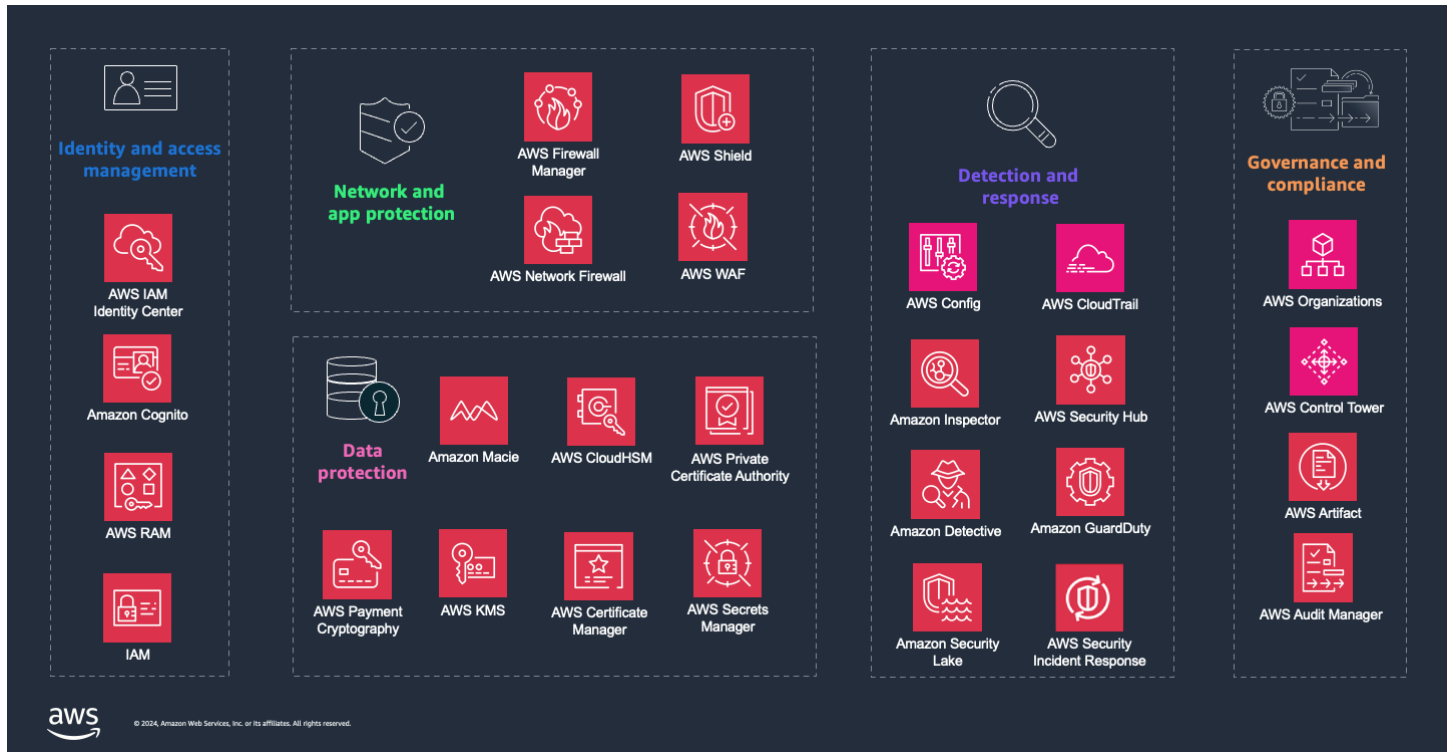 Identity and access
management
AWS IAM
Identity Center
Amazon Cognito
AWS RAM
IAM
Network and
app protection
AWS Firewall
Manager
AWS Shield
AWS Network Firewall
AWS WAF
Data
protection
Amazon Macie
AWS CloudHSM
AWS Private
Certificate Authority
AWS Payment
Cryptography
AWS KMS
AWS Certificate
Manager
AWS Secrets
Manager
Detection and
response
AWS Config
AWS CloudTrail
Amazon Inspector
AWS Security Hub
Amazon Detective
Amazon GuardDuty
Amazon Security
Lake
AWS Security
Incident Response
Governance and
compliance
AWS Organizations
AWS Control Tower
AWS Artifact
AWS Audit Manager
aws
© 2024, Amazon Web Services, Inc. or its affiliates. All rights reserved.